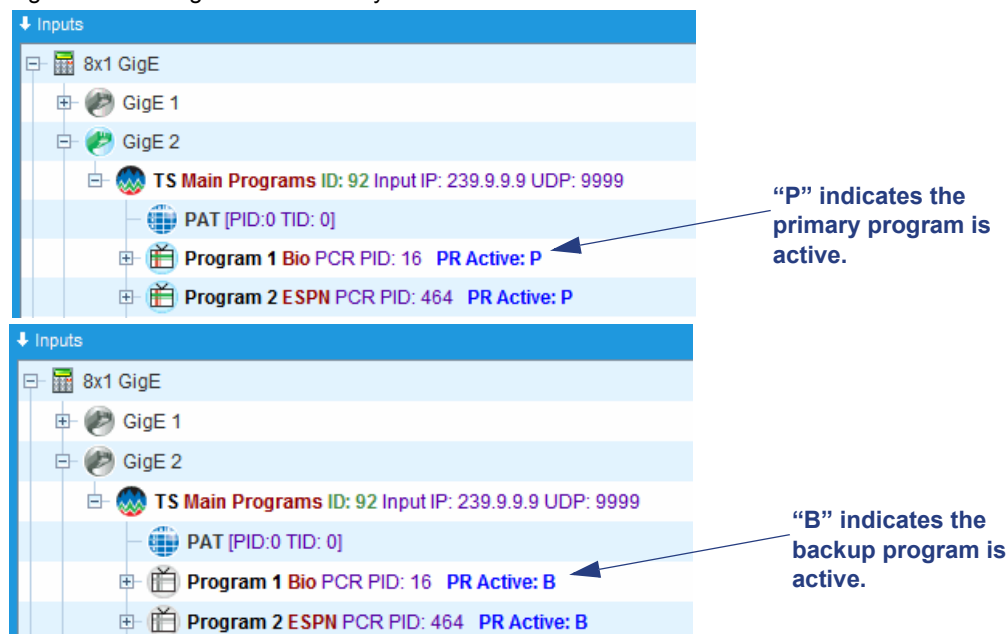 Inputs
8x1 GigE
GigE 1
GigE 2
TS Main Programs ID: 92 Input IP: 239.9.9.9 UDP: 9999
PAT [PID:0 TID: 0]
Program 1 Bio PCR PID: 16 PR Active: P
Program 2 ESPN PCR PID: 464 PR Active: P
“P” indicates the
primary program is
active.
Inputs
8x1 GigE
GigE 1
GigE 2
TS Main Programs ID: 92 Input IP: 239.9.9.9 UDP: 9999
PAT [PID:0 TID: 0]
Program 1 Bio PCR PID: 16 PR Active: B
Program 2 ESPN PCR PID: 464 PR Active: B
“B” indicates the
backup program is
active.